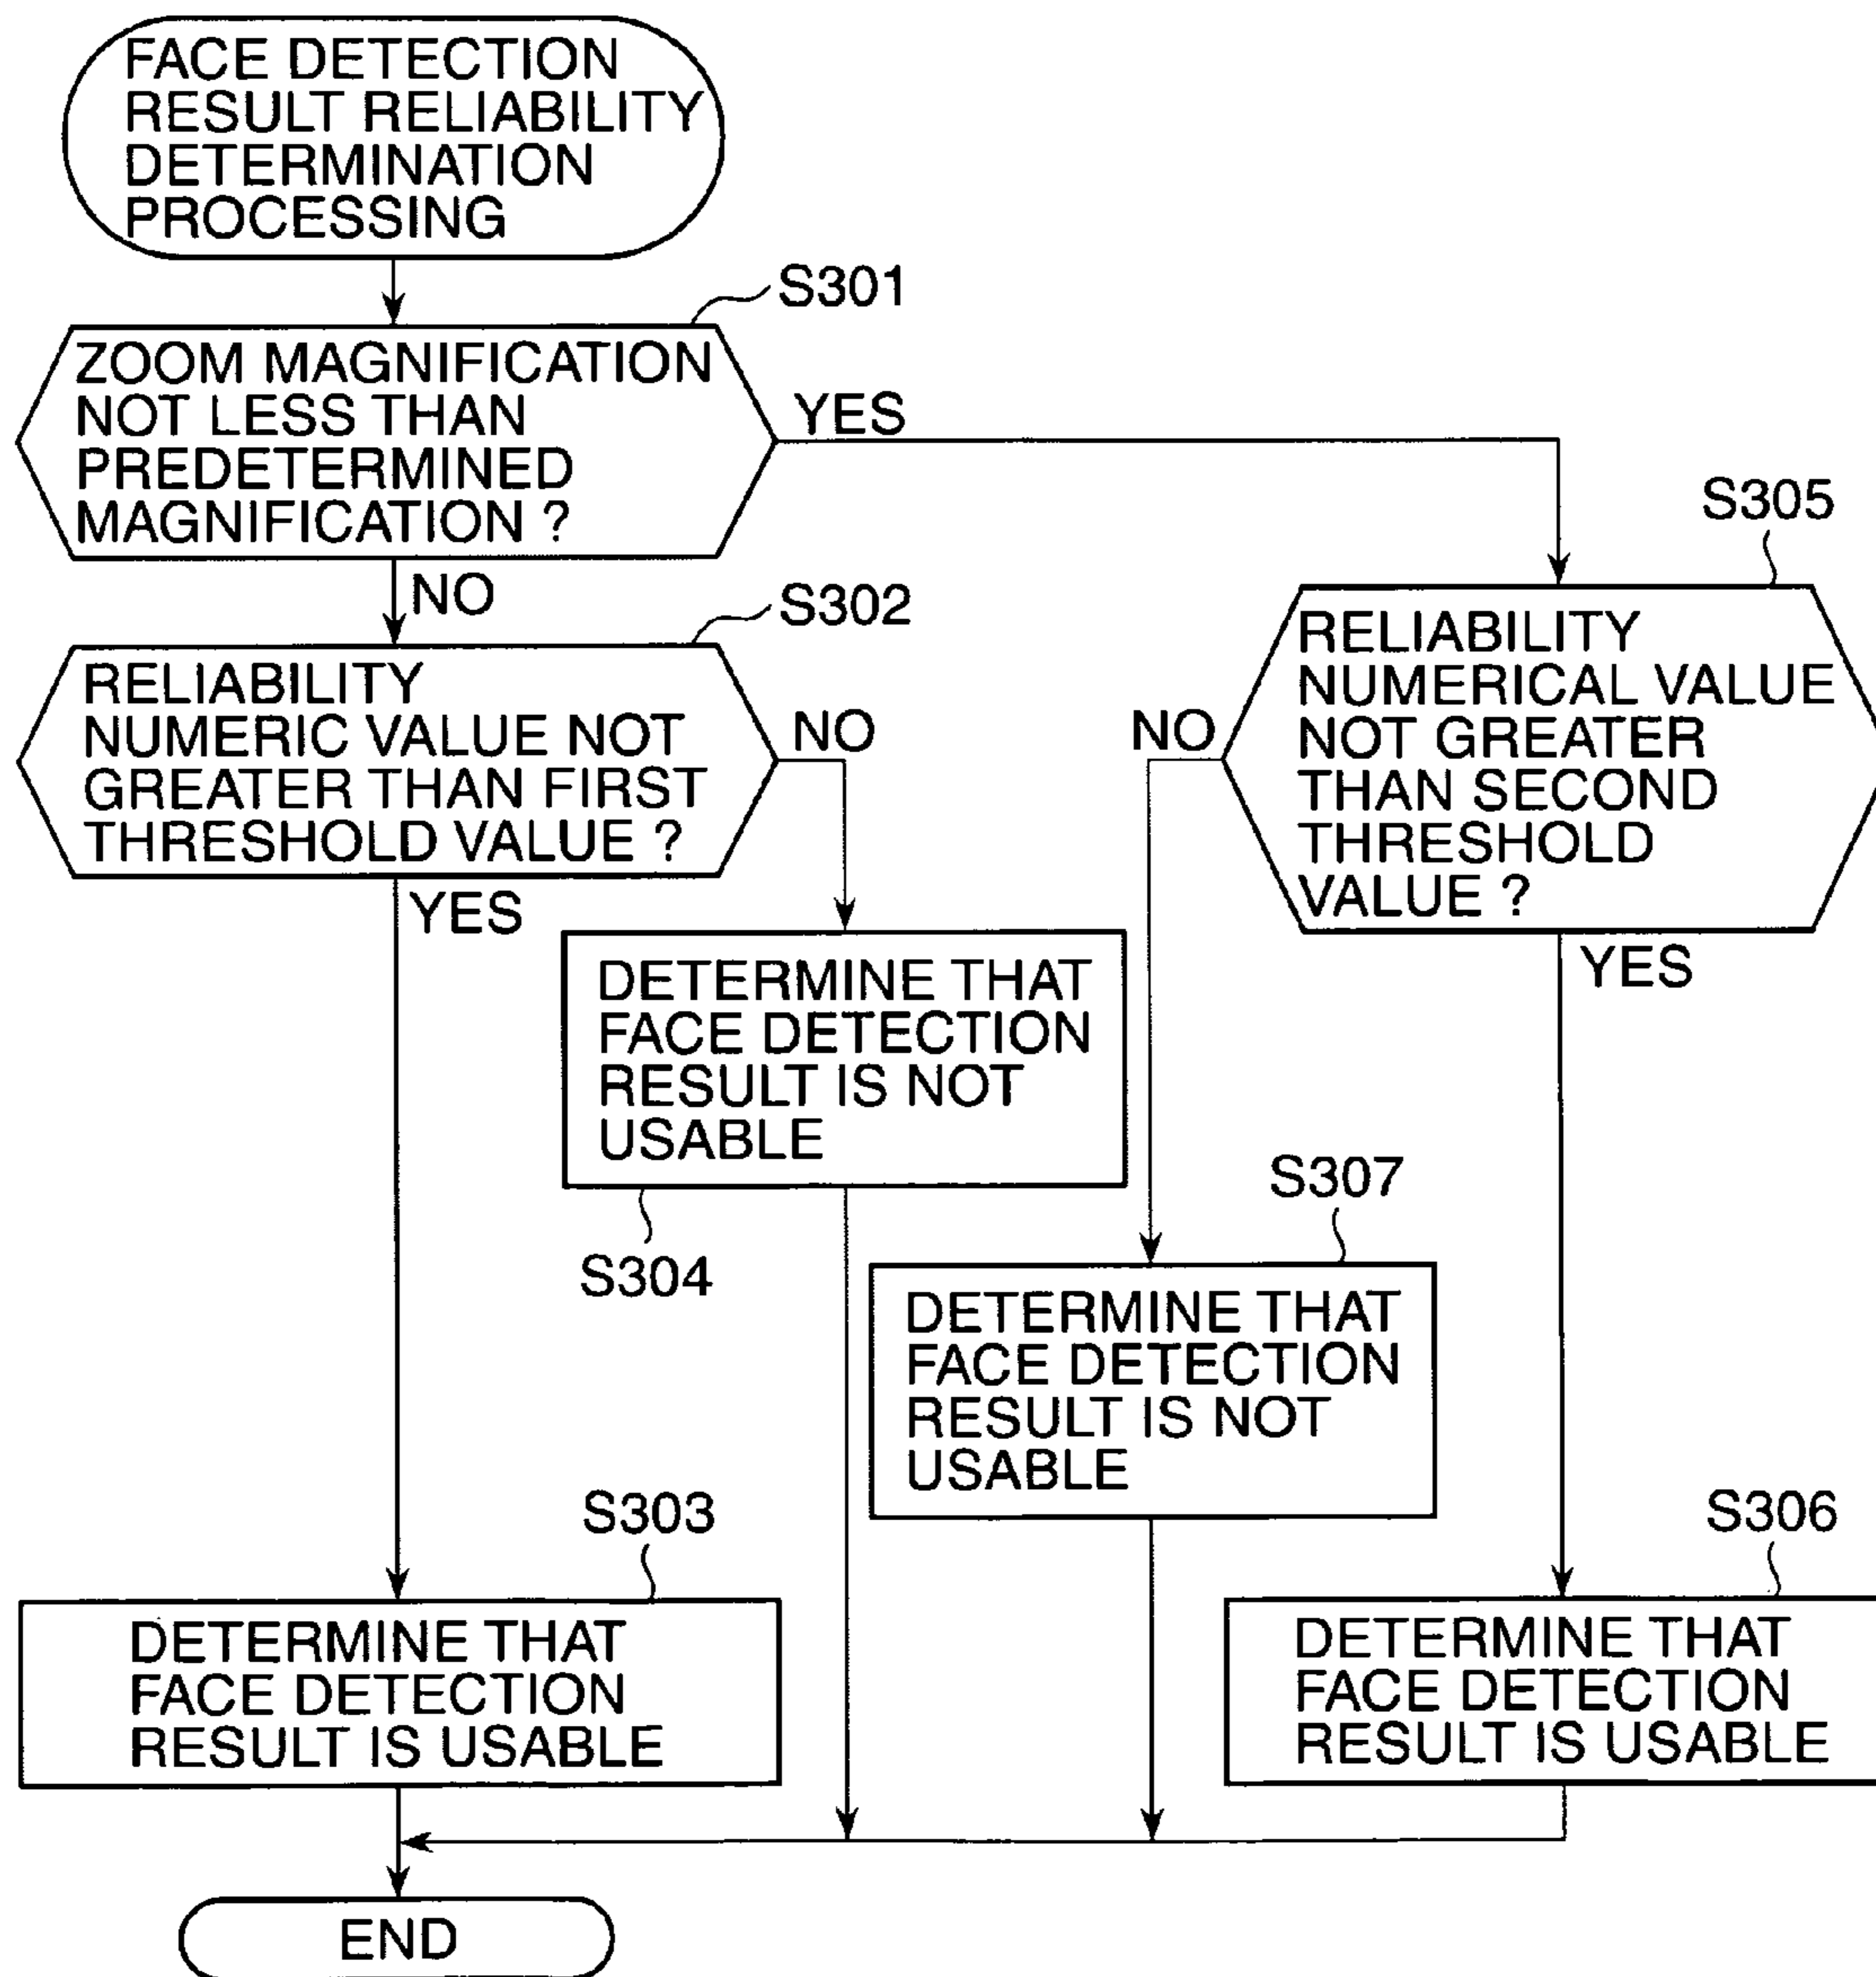 FACE DETECTION
RESULT RELIABILITY
DETERMINATION
PROCESSING
S301
ZOOM MAGNIFICATION
NOT LESS THAN
PREDETERMINED
MAGNIFICATION ?
YES
NO
S302
RELIABILITY
NUMERIC VALUE NOT
GREATER THAN FIRST
THRESHOLD VALUE ?
NO
YES
S305
RELIABILITY
NUMERICAL VALUE
NOT GREATER
THAN SECOND
THRESHOLD
VALUE ?
NO
YES
DETERMINE THAT
FACE DETECTION
RESULT IS NOT
USABLE
S304
S307
DETERMINE THAT
FACE DETECTION
RESULT IS NOT
USABLE
S303
DETERMINE THAT
FACE DETECTION
RESULT IS USABLE
S306
DETERMINE THAT
FACE DETECTION
RESULT IS USABLE
END